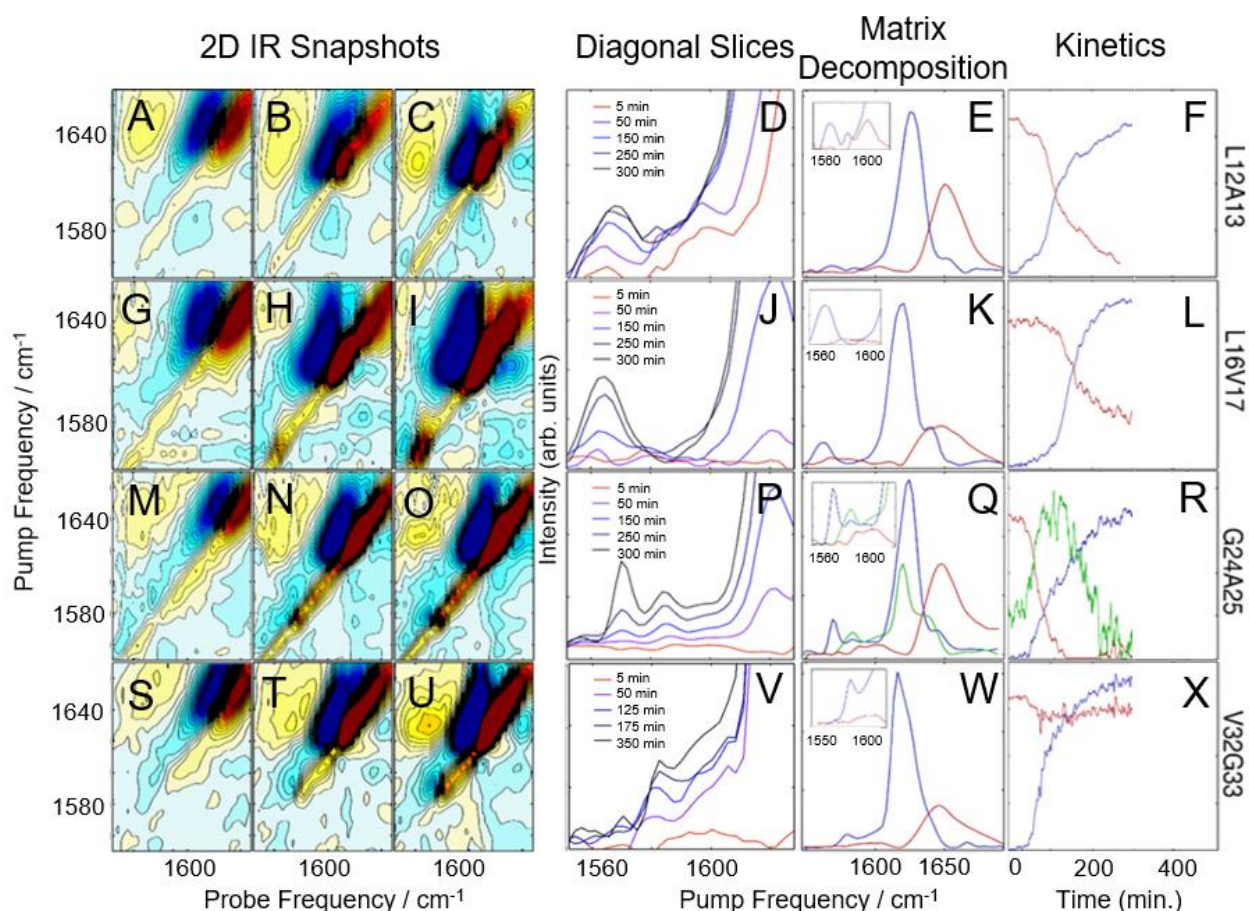 2D IR Snapshots
Diagonal Slices
Matrix
Decomposition
Kinetics
Pump Frequency / cm-1
Pump Frequency / cm-1
1640
1580
A
B
C
D
5 min
50 min
150 min
250 min
300 min
E
1560 1600
F
L12A13
1640
1580
G
H
I
J
5 min
50 min
150 min
250 min
300 min
K
1560 1600
L
L16V17
Intensity (arb. units)
1640
1580
M
N
O
P
5 min
50 min
150 min
250 min
300 min
Q
1560 1600
R
G24A25
1640
1580
S
T
U
V
5 min
50 min
125 min
175 min
350 min
W
1550 1600
X
V32G33
1600 1600 1600
1560 1600
1600 1650
0 200 400
Probe Frequency / cm-1
Pump Frequency / cm-1
Time (min.)